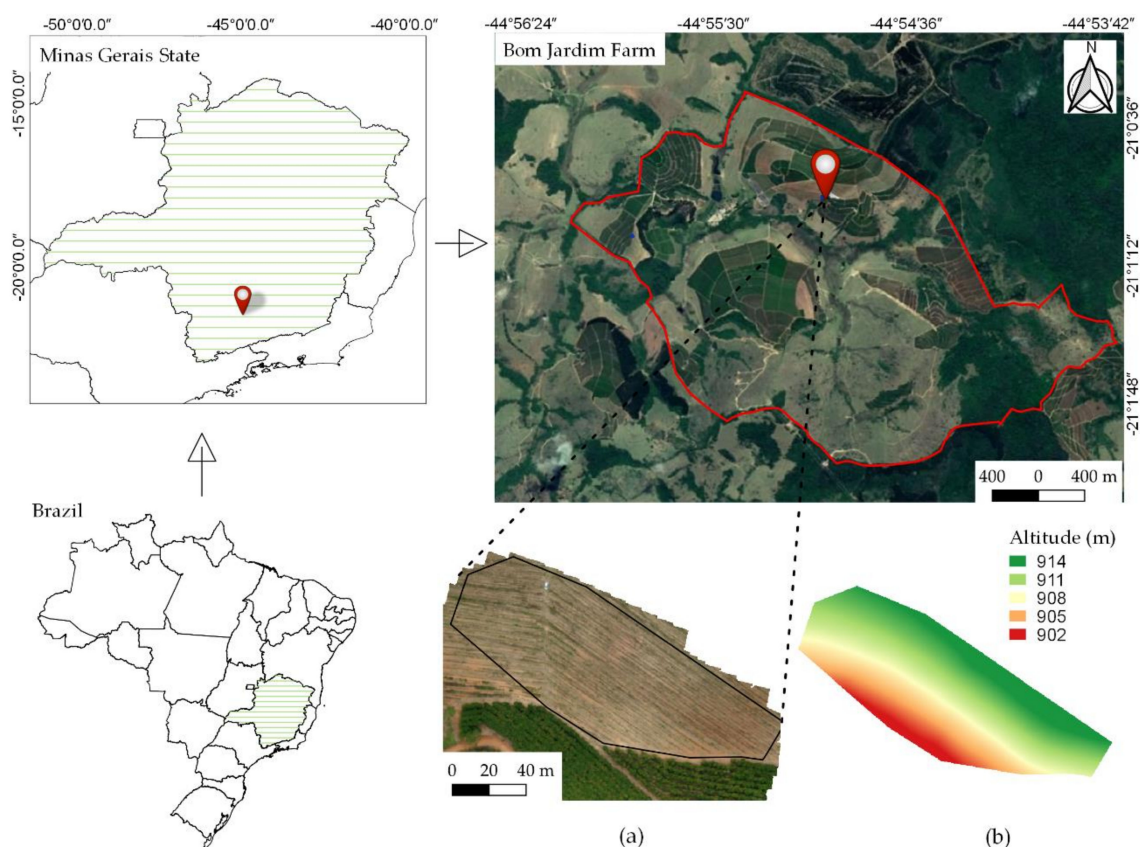 -50°0'0.0" -45°0'0.0" -40°0'0.0"
Minas Gerais State
-15°0'0.0"
-20°0'0.0"
-44°56'24" -44°55'30" -44°54'36" -44°53'42"
Bom Jardim Farm
N
-21°0'36"
-21°1'12"
-21°1'48"
400 0 400 m
Brazil
Altitude (m)
914
911
908
905
902
0 20 40 m
(a)
(b)